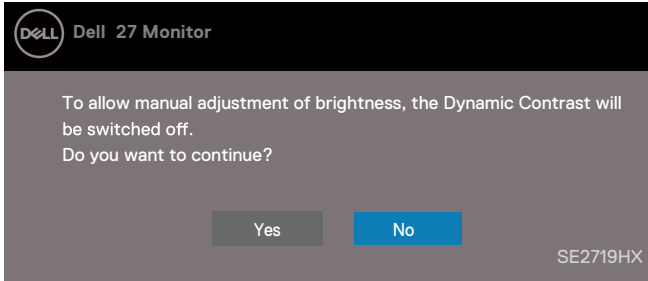 DELL Dell 27 Monitor
To allow manual adjustment of brightness, the Dynamic Contrast will
be switched off.
Do you want to continue?
Yes No
SE2719HX